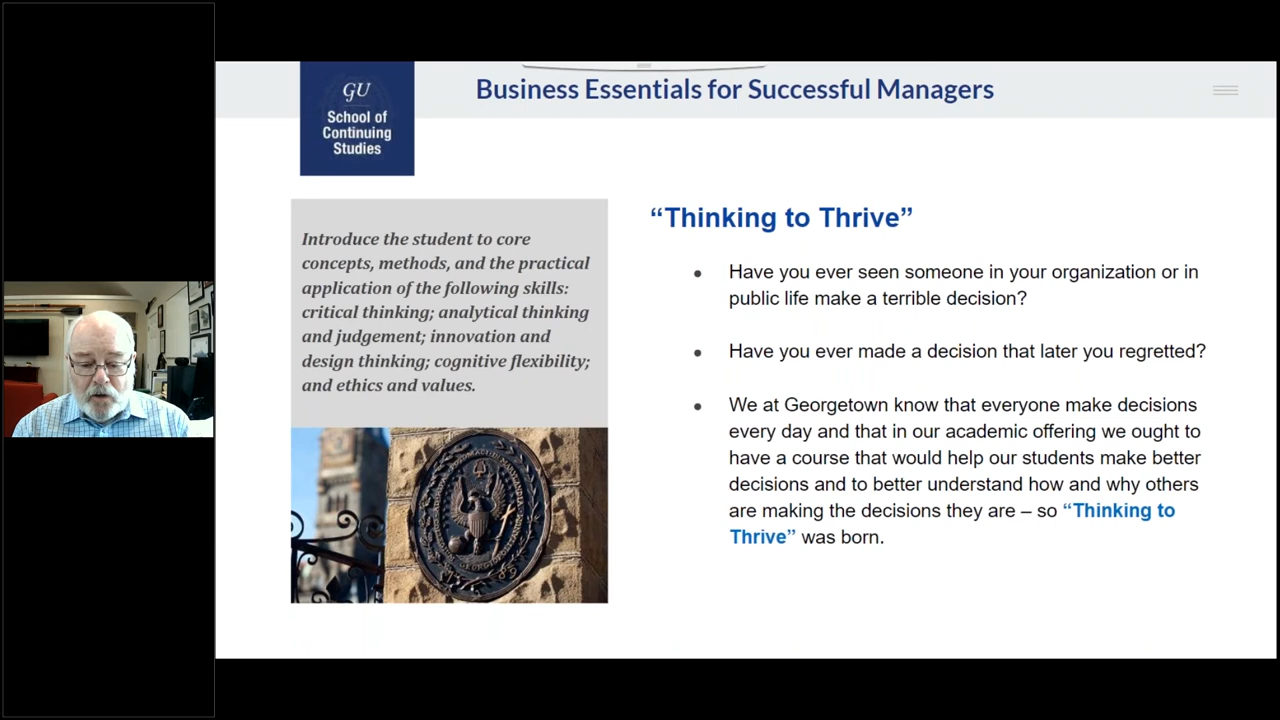 GU
School of
Continuing
Studies
Business Essentials for Successful Managers
Introduce the student to core
concepts, methods, and the practical
application of the following skills:
critical thinking; analytical thinking
and judgement; innovation and
design thinking; cognitive flexibility;
and ethics and values.
“Thinking to Thrive”
• Have you ever seen someone in your organization or in
public life make a terrible decision?
• Have you ever made a decision that later you regretted?
• We at Georgetown know that everyone make decisions
every day and that in our academic offering we ought to
have a course that would help our students make better
decisions and to better understand how and why others
are making the decisions they are – so “Thinking to
Thrive” was born.